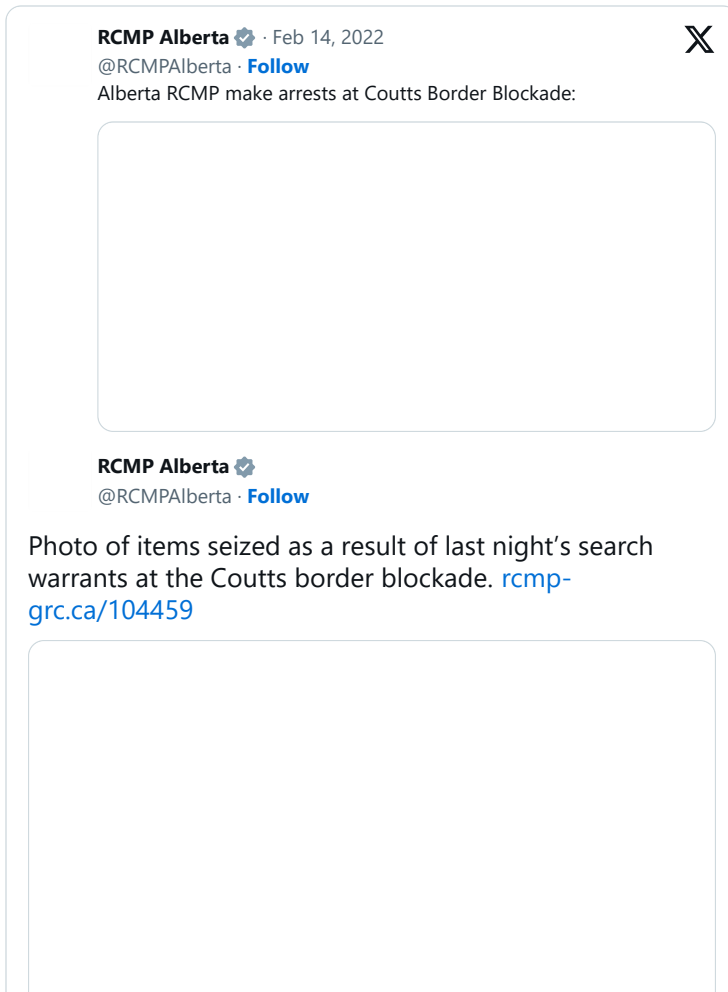 RCMP Alberta · Feb 14, 2022
@RCMPAlberta · Follow
Alberta RCMP make arrests at Coutts Border Blockade:
RCMP Alberta
@RCMPAlberta · Follow
Photo of items seized as a result of last night’s search
warrants at the Coutts border blockade. rcmp-
grc.ca/104459